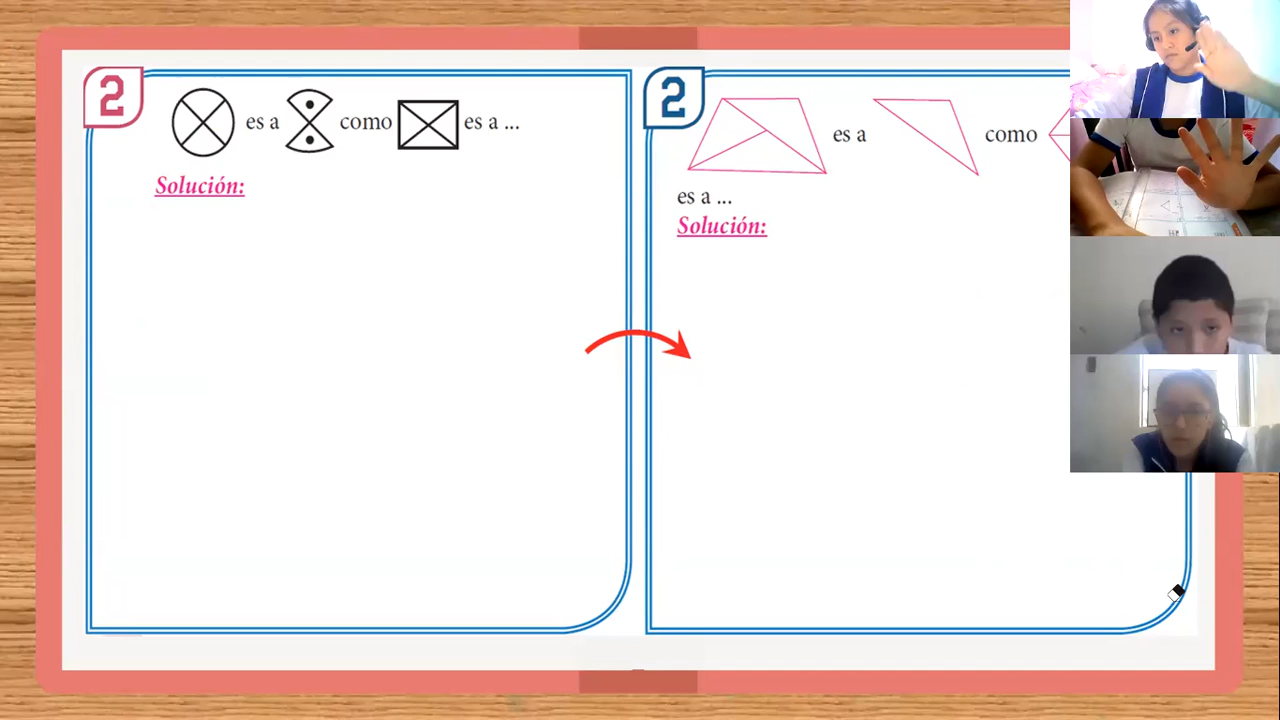 2
es a como es a ...
Solución:
2
es a como
es a ...
Solución: